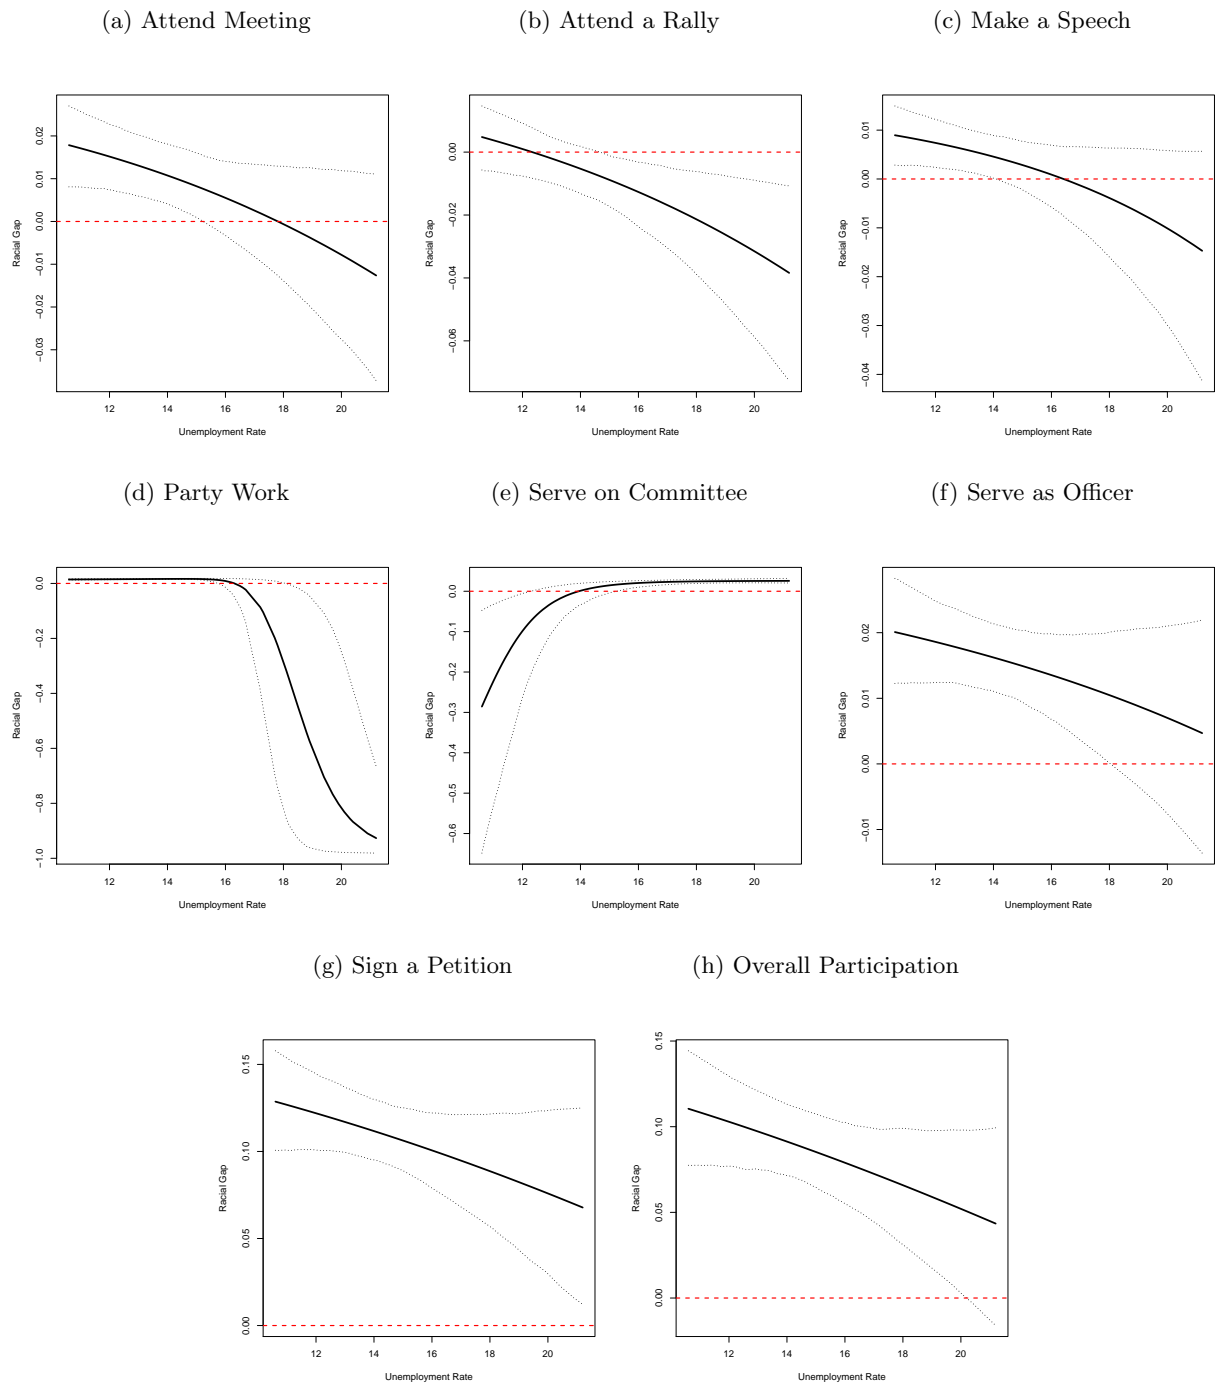 (a) Attend Meeting
(b) Attend a Rally
(c) Make a Speech
0.02
0.01
0.00
−0.01
−0.02
−0.03
Racial Gap
12 14 16 18 20
Unemployment Rate
0.00
−0.02
−0.04
−0.06
Racial Gap
12 14 16 18 20
Unemployment Rate
0.01
0.00
−0.01
−0.02
−0.03
−0.04
Racial Gap
12 14 16 18 20
Unemployment Rate
(d) Party Work
(e) Serve on Committee
(f) Serve as Officer
0.0
−0.2
−0.4
−0.6
−0.8
−1.0
Racial Gap
12 14 16 18 20
Unemployment Rate
0.0
−0.1
−0.2
−0.3
−0.4
−0.5
−0.6
Racial Gap
12 14 16 18 20
Unemployment Rate
0.02
0.01
0.00
−0.01
Racial Gap
12 14 16 18 20
Unemployment Rate
(g) Sign a Petition
(h) Overall Participation
0.15
0.10
0.05
0.00
Racial Gap
12 14 16 18 20
Unemployment Rate
0.15
0.10
0.05
0.00
Racial Gap
12 14 16 18 20
Unemployment Rate